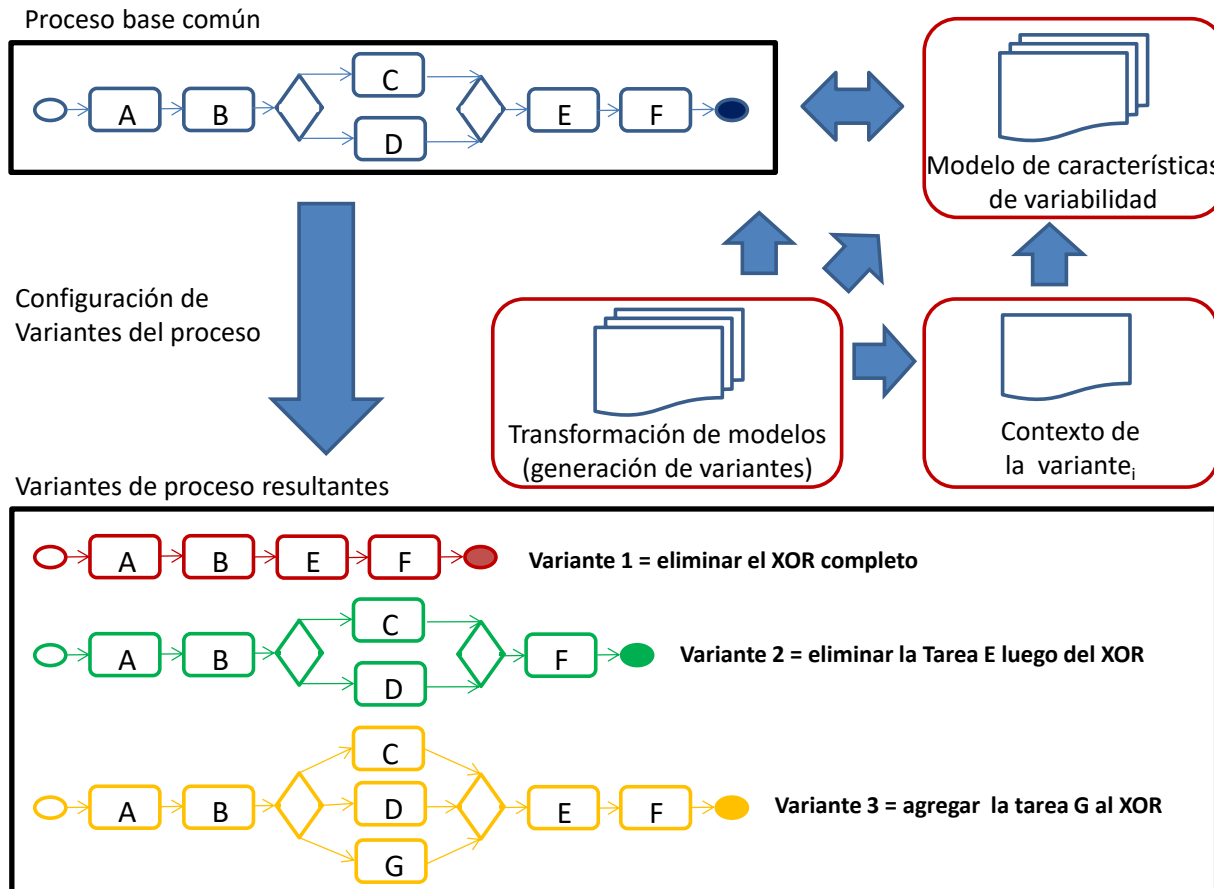 Proceso base común
A
B
C
D
E
F
Modelo de características
de variabilidad
Configuración de
Variantes del proceso
Transformación de modelos
(generación de variantes)
Contexto de
la variantei
Variantes de proceso resultantes
A
B
E
F
Variante 1 = eliminar el XOR completo
A
B
C
D
F
Variante 2 = eliminar la Tarea E luego del XOR
A
B
C
D
G
E
F
Variante 3 = agregar la tarea G al XOR